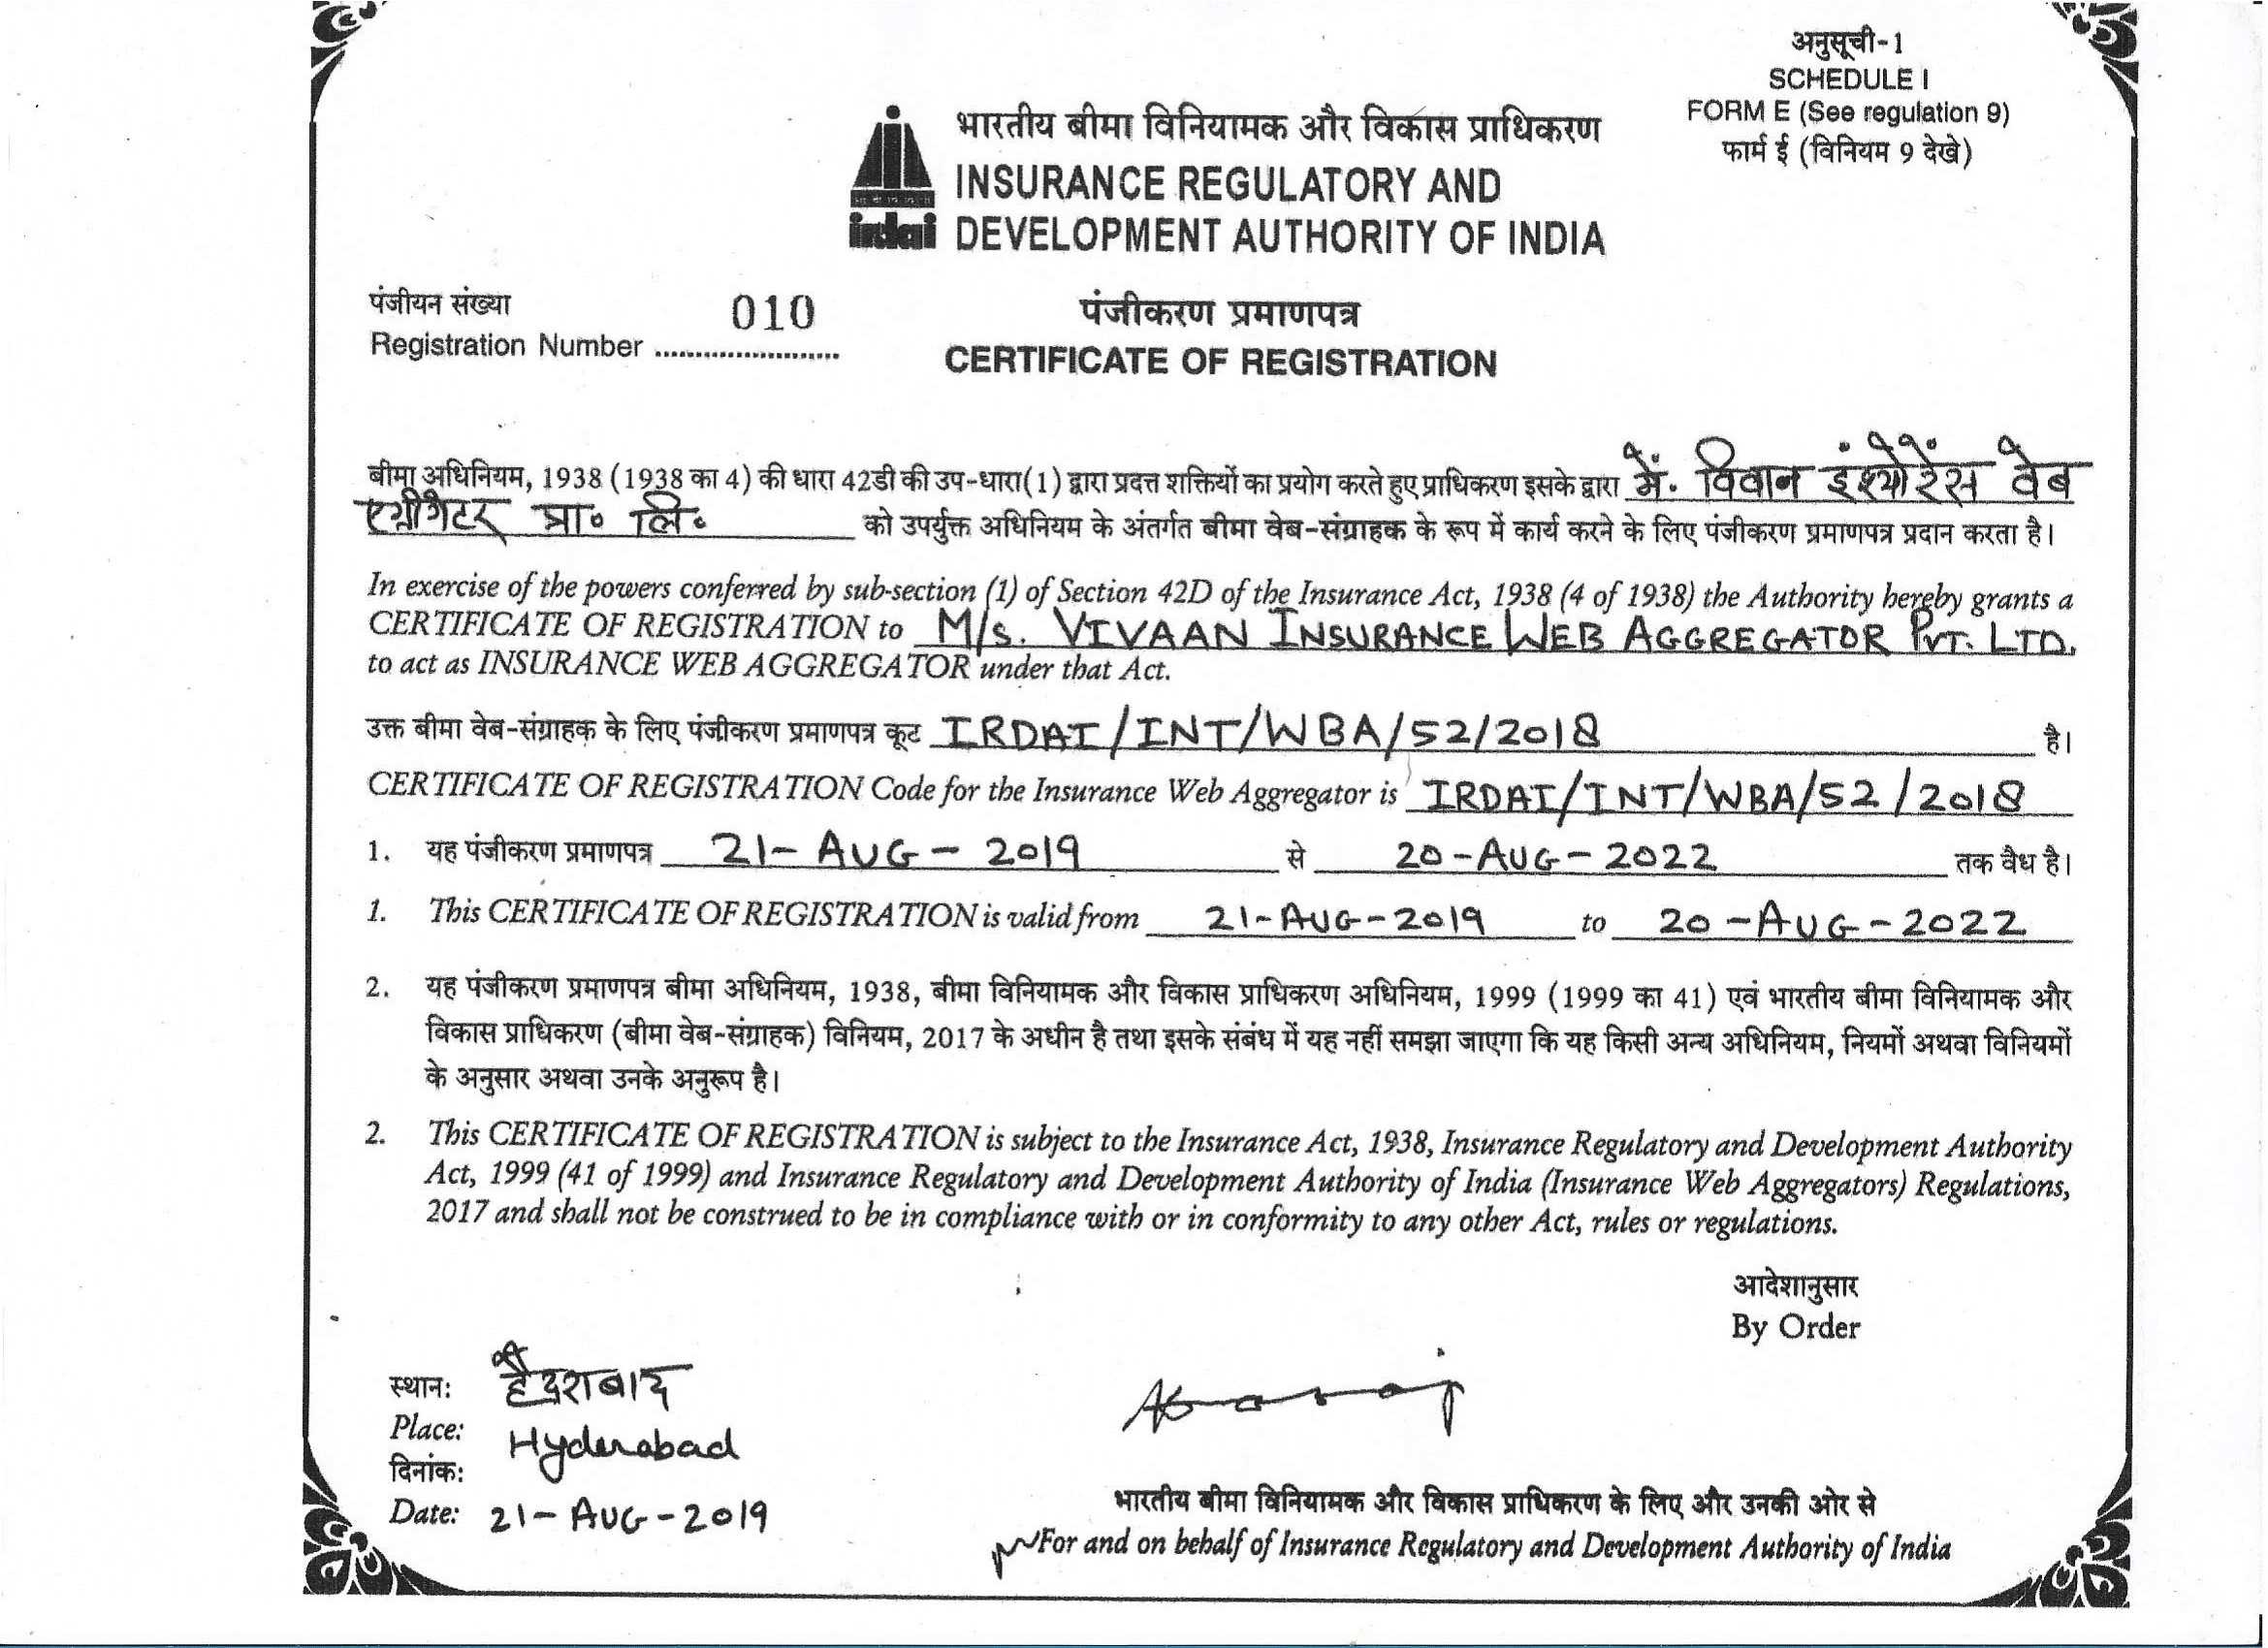 अनुसूची-1
SCHEDULE I
FORM E (See regulation 9)
फार्म ई (विनियम 9 देखे)
भारतीय बीमा विनियामक और विकास प्राधिकरण
INSURANCE REGULATORY AND
DEVELOPMENT AUTHORITY OF INDIA
irdai
पंजीयन संख्या
Registration Number ........................ 010
पंजीकरण प्रमाणपत्र
CERTIFICATE OF REGISTRATION
बीमा अधिनियम, 1938 (1938 का 4) की धारा 42डी की उप-धारा(1) द्वारा प्रदत्त शक्तियों का प्रयोग करते हुए प्राधिकरण इसके द्वारा मै. विवान इंश्योरेंस वेब
एग्रीगेटर प्रा॰ लि॰ को उपर्युक्त अधिनियम के अंतर्गत बीमा वेब-संग्राहक के रूप में कार्य करने के लिए पंजीकरण प्रमाणपत्र प्रदान करता है।
In exercise of the powers conferred by sub-section (1) of Section 42D of the Insurance Act, 1938 (4 of 1938) the Authority hereby grants a
CERTIFICATE OF REGISTRATION to M/s. VIVAAN INSURANCE WEB AGGREGATOR PVT. LTD.
to act as INSURANCE WEB AGGREGATOR under that Act.
उक्त बीमा वेब-संग्राहक के लिए पंजीकरण प्रमाणपत्र कूट IRDAI/INT/WBA/52/2018 है।
CERTIFICATE OF REGISTRATION Code for the Insurance Web Aggregator is IRDAI/INT/WBA/52/2018
1. यह पंजीकरण प्रमाणपत्र 21-AUG-2019 से 20-AUG-2022 तक वैध है।
1. This CERTIFICATE OF REGISTRATION is valid from 21-AUG-2019 to 20-AUG-2022
2. यह पंजीकरण प्रमाणपत्र बीमा अधिनियम, 1938, बीमा विनियामक और विकास प्राधिकरण अधिनियम, 1999 (1999 का 41) एवं भारतीय बीमा विनियामक और
विकास प्राधिकरण (बीमा वेब-संग्राहक) विनियम, 2017 के अधीन है तथा इसके संबंध में यह नहीं समझा जाएगा कि यह किसी अन्य अधिनियम, नियमों अथवा विनियमों
के अनुसार अथवा उनके अनुरूप है।
2. This CERTIFICATE OF REGISTRATION is subject to the Insurance Act, 1938, Insurance Regulatory and Development Authority
Act, 1999 (41 of 1999) and Insurance Regulatory and Development Authority of India (Insurance Web Aggregators) Regulations,
2017 and shall not be construed to be in compliance with or in conformity to any other Act, rules or regulations.
आदेशानुसार
By Order
स्थान: हैदराबाद
Place: Hyderabad
दिनांक:
Date: 21-AUG-2019
भारतीय बीमा विनियामक और विकास प्राधिकरण के लिए और उनकी ओर से
For and on behalf of Insurance Regulatory and Development Authority of India